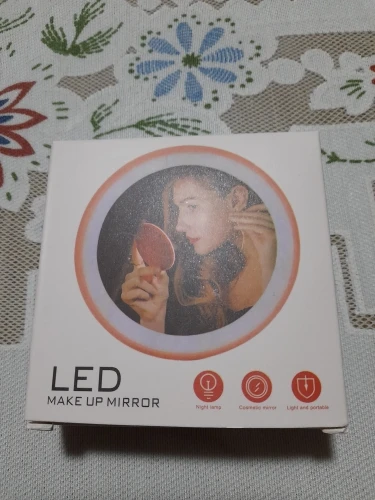 LED
MAKE UP MIRROR
Night lamp
Cosmetic mirror
Light and portable